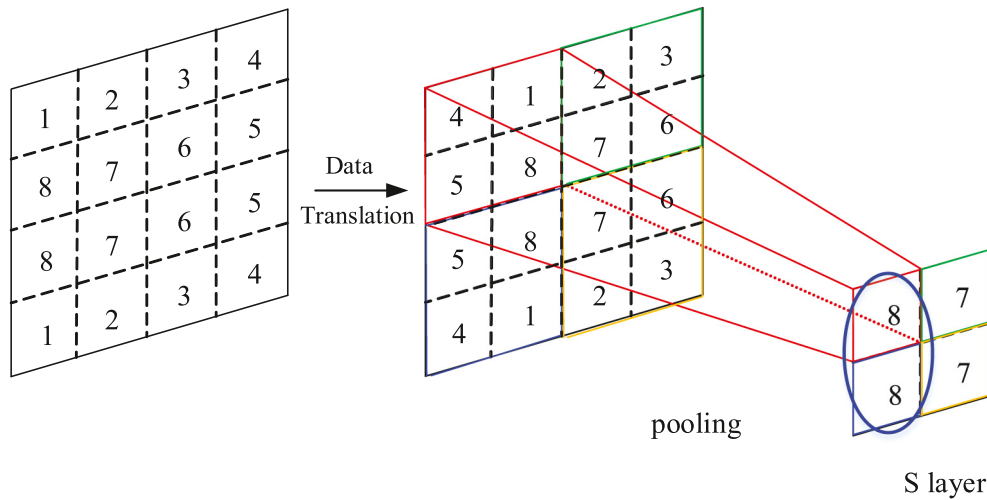 1 2 3 4
8 7 6 5
8 7 6 5
1 2 3 4
Data
Translation
4 1 2 3
5 8 7 6
5 8 7 6
4 1 2 3
8 7
8 7
pooling
S layer